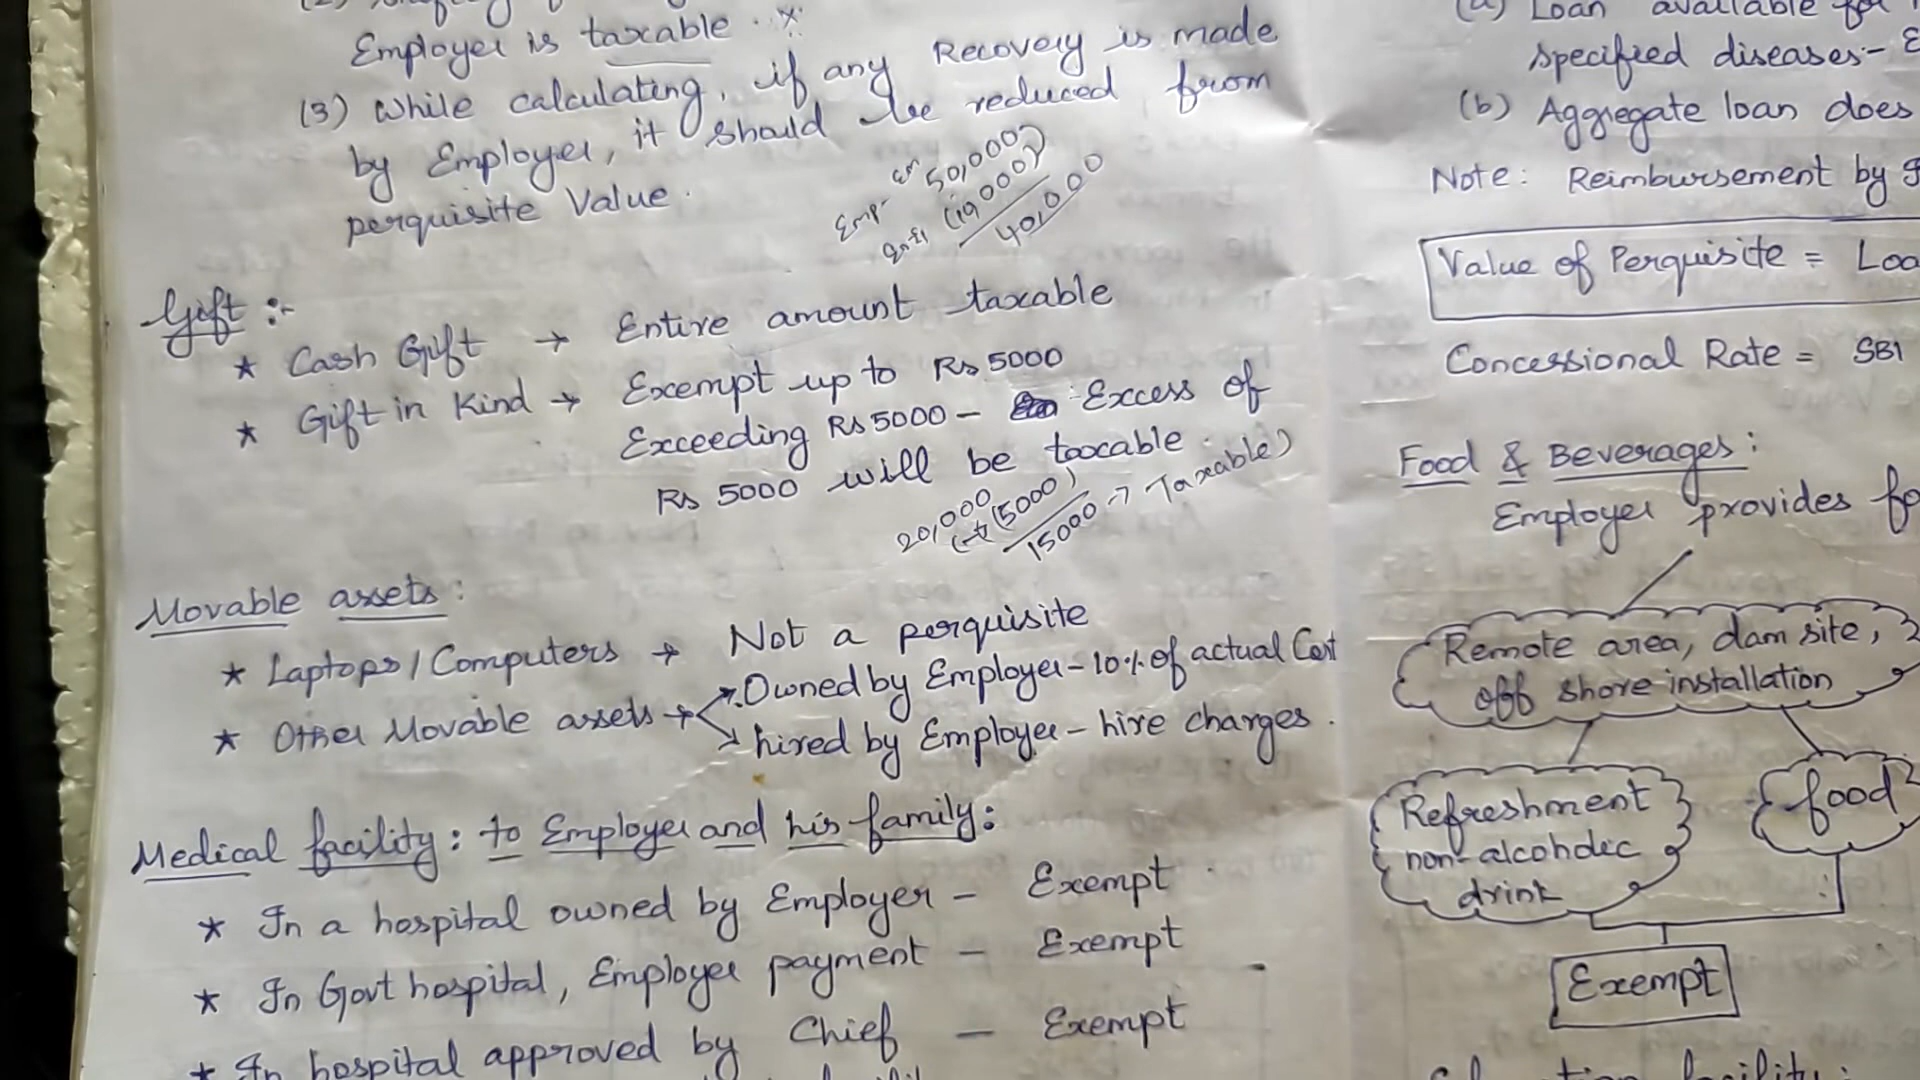 Employer is taxable
(3) While calculating, if any Recovery is made
by Employer, it should be reduced from
perquisite Value.
50,000
40,000
Gift :-
* Cash Gift → Entire amount taxable
* Gift in Kind → Exempt up to Rs 5000
Exceeding Rs 5000 - Excess of
Rs 5000 will be taxable
20,000
(-) (5000)
15000 → Taxable)
Movable assets :
* Laptops / Computers → Not a perquisite
* Other Movable assets → Owned by Employer - 10% of actual Cost
hired by Employer - hire charges.
Medical facility : to Employee and his family :
* In a hospital owned by Employer - Exempt
* In Govt hospital, Employer payment - Exempt
* In hospital approved by Chief - Exempt
(a) Loan available for
specified diseases:-
(b) Aggregate loan does
Note: Reimbursement by
Value of Perquisite = Loa
Concessional Rate = SBI
Food & Beverages :
Employer provides fo
Remote area, dam site,
off shore installation
Refreshment
non-alcoholic
drink
food
Exempt